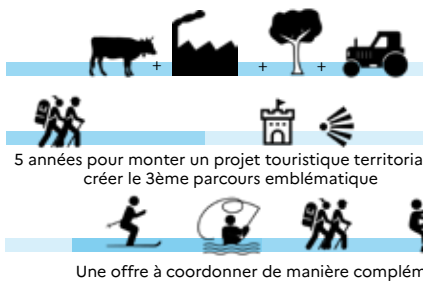 + + +
5 années pour monter un projet touristique territoria
créer le 3ème parcours emblématique
Une offre à coordonner de manière complém